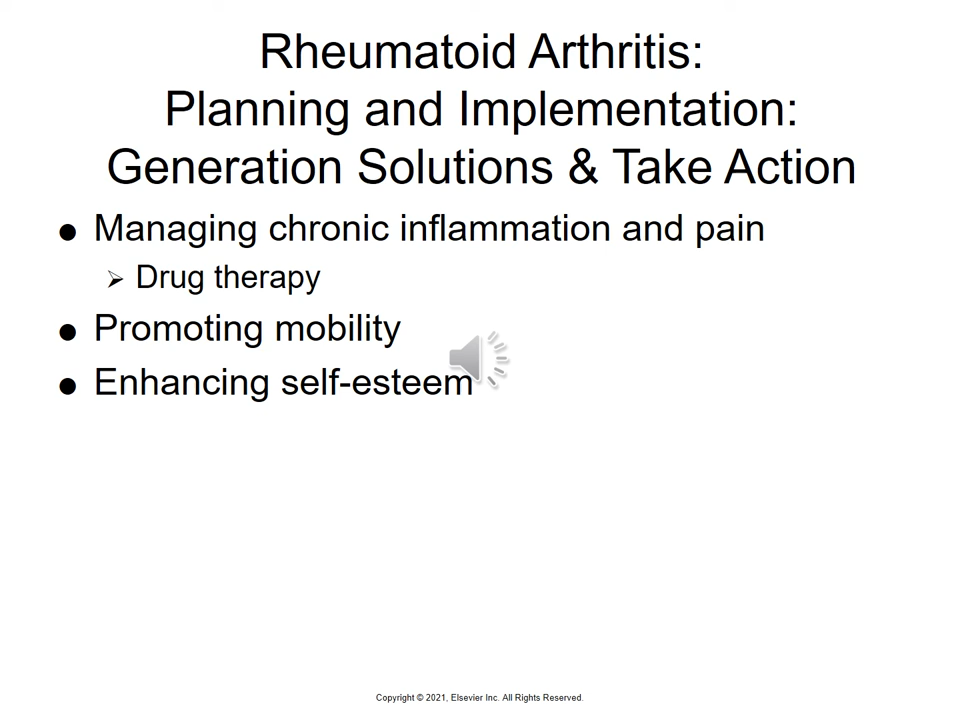 Rheumatoid Arthritis:
Planning and Implementation:
Generation Solutions & Take Action
● Managing chronic inflammation and pain
➢ Drug therapy
● Promoting mobility
● Enhancing self-esteem
Copyright © 2021, Elsevier Inc. All Rights Reserved.